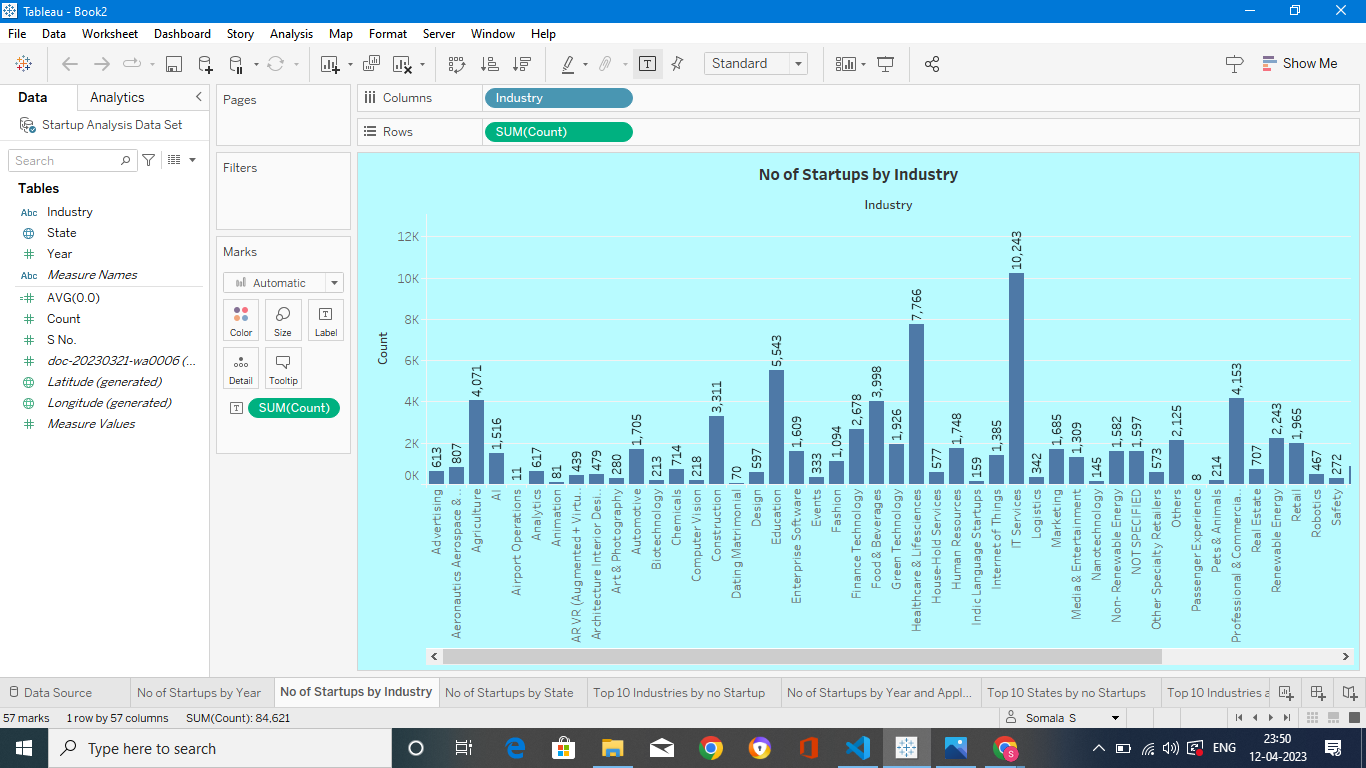 Tableau - Book2
File Data Worksheet Dashboard Story Analysis Map Format Server Window Help
Standard
Show Me
Data Analytics
Startup Analysis Data Set
Search
Tables
Abc Industry
State
Year
Abc Measure Names
AVG(0.0)
Count
S No.
doc-20230321-wa0006 (...
Latitude (generated)
Longitude (generated)
Measure Values
Pages
Filters
Marks
Automatic
Color Size Label
Detail Tooltip
SUM(Count)
Columns Industry
Rows SUM(Count)
No of Startups by Industry
Industry
Count
12K
10K
8K
6K
4K
2K
0K
613
807
4,071
1,516
11
617
81
439
479
280
1,705
213
714
218
3,311
70
597
5,543
1,609
333
1,094
2,678
3,998
1,926
7,766
577
1,748
159
1,385
10,243
342
1,685
1,309
145
1,582
1,597
573
2,125
8
214
4,153
707
2,243
1,965
467
272
Advertising
Aeronautics Aerospace & ..
Agriculture
AI
Airport Operations
Analytics
Animation
AR VR (Augmented + Virtu..
Architecture Interior Desi..
Art & Photography
Automotive
Biotechnology
Chemicals
Computer Vision
Construction
Dating Matrimonial
Design
Education
Enterprise Software
Events
Fashion
Finance Technology
Food & Beverages
Green Technology
Healthcare & Lifesciences
House-Hold Services
Human Resources
Indic Language Startups
Internet of Things
IT Services
Logistics
Marketing
Media & Entertainment
Nanotechnology
Non- Renewable Energy
NOT SPECIFIED
Other Specialty Retailers
Others
Passenger Experience
Pets & Animals
Professional & Commercia..
Real Estate
Renewable Energy
Retail
Robotics
Safety
Data Source No of Startups by Year No of Startups by Industry No of Startups by State Top 10 Industries by no Startup No of Startups by Year and Appl... Top 10 States by no Startups Top 10 Industries a
57 marks 1 row by 57 columns SUM(Count): 84,621 Somala S
Type here to search
ENG
23:50
12-04-2023